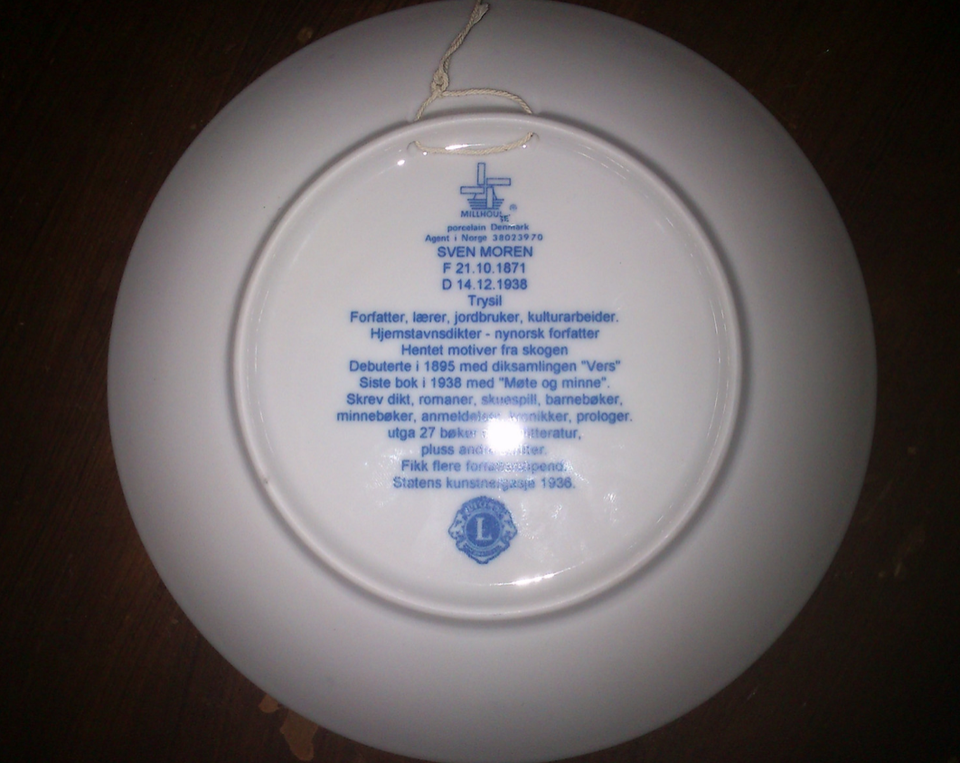 MILLHOUSE
porcelain Denmark
Agent i Norge 38023970
SVEN MOREN
F 21.10.1871
D 14.12.1938
Trysil
Forfatter, lærer, jordbruker, kulturarbeider.
Hjemstavnsdikter - nynorsk forfatter
Hentet motiver fra skogen
Debuterte i 1895 med diksamlingen "Vers"
Siste bok i 1938 med "Møte og minne".
Skrev dikt, romaner, skuespill, barnebøker,
minnebøker, kronikker, prologer.
utga 27 bøker
pluss
Fikk flere
Statens kunstnergasje 1936.
L